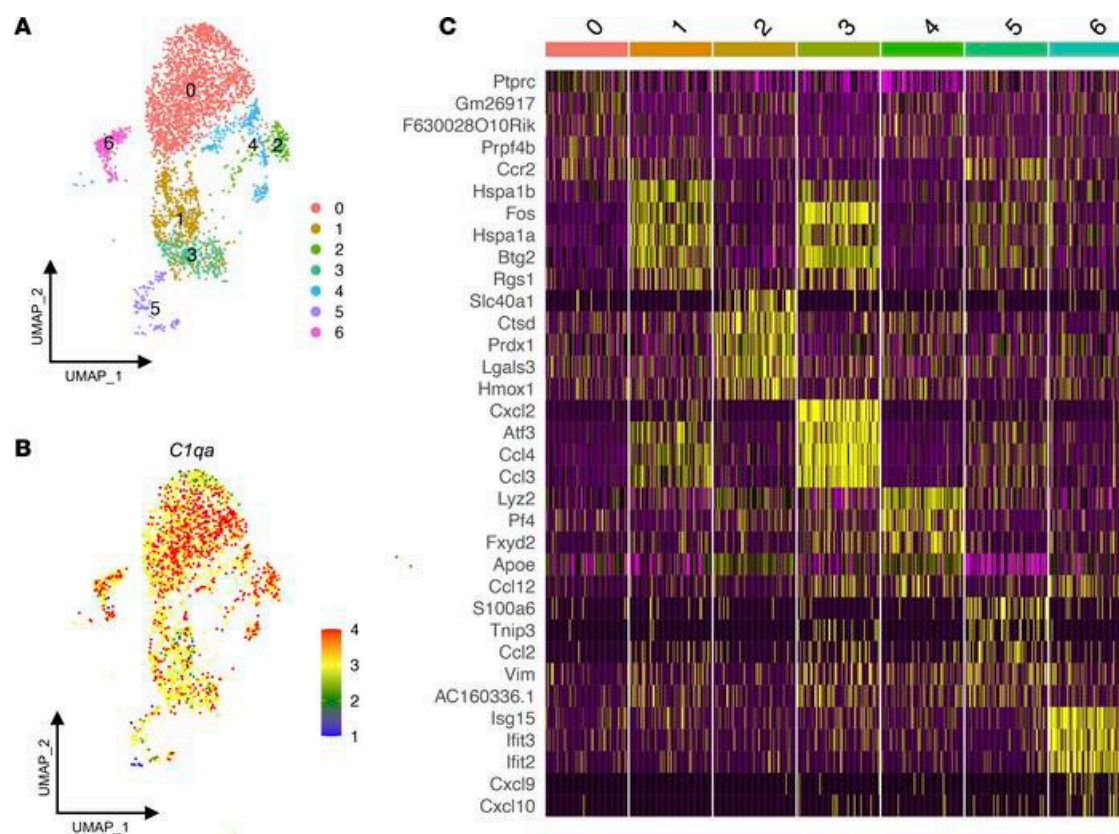 A
0
6
4
2
1
3
5
0
1
2
3
4
5
6
UMAP_2
UMAP_1
B
C1qa
4
3
2
1
UMAP_2
UMAP_1
C
0 1 2 3 4 5 6
Ptprc
Gm26917
F630028O10Rik
Prpf4b
Ccr2
Hspa1b
Fos
Hspa1a
Btg2
Rgs1
Slc40a1
Ctsd
Prdx1
Lgals3
Hmox1
Cxcl2
Atf3
Ccl4
Ccl3
Lyz2
Pf4
Fxyd2
Apoe
Ccl12
S100a6
Tnip3
Ccl2
Vim
AC160336.1
Isg15
Ifit3
Ifit2
Cxcl9
Cxcl10